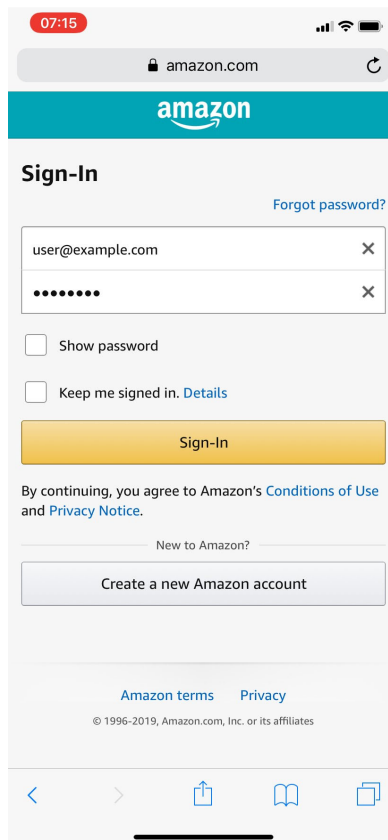 07:15
amazon.com
amazon
Sign-In
Forgot password?
user@example.com
••••••••
Show password
Keep me signed in. Details
Sign-In
By continuing, you agree to Amazon's Conditions of Use
and Privacy Notice.
New to Amazon?
Create a new Amazon account
Amazon terms Privacy
© 1996-2019, Amazon.com, Inc. or its affiliates